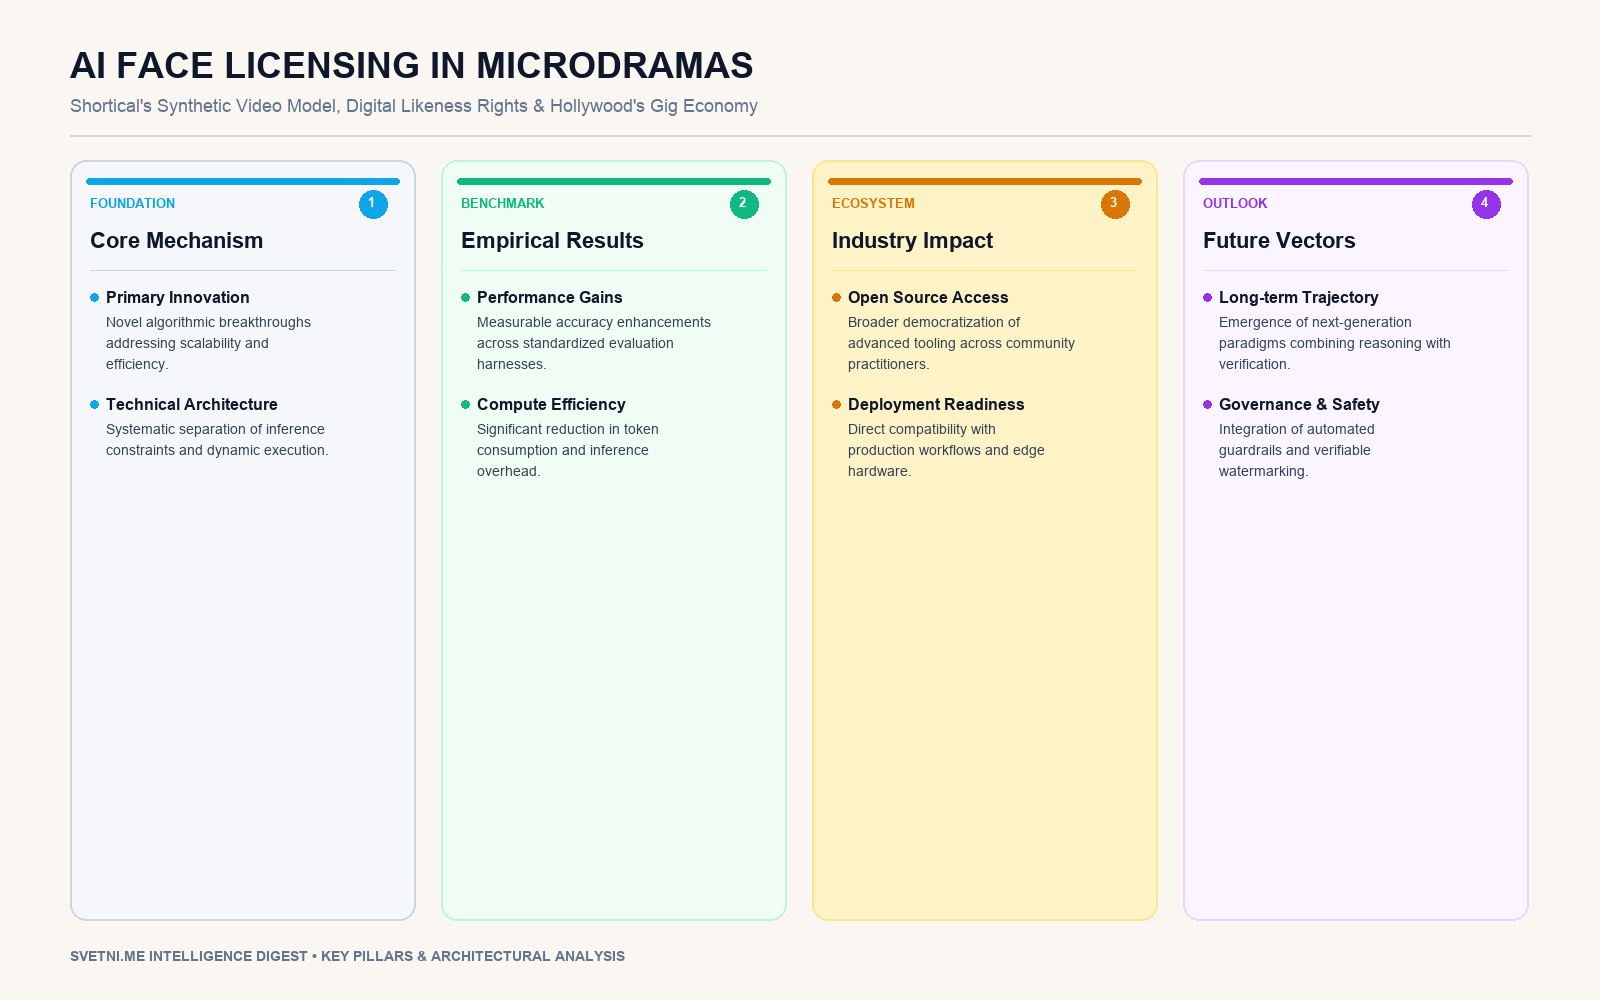 AI FACE LICENSING IN MICRODRAMAS
Shortical's Synthetic Video Model, Digital Likeness Rights & Hollywood's Gig Economy
FOUNDATION
1
Core Mechanism
Primary Innovation
Novel algorithmic breakthroughs
addressing scalability and
efficiency.
Technical Architecture
Systematic separation of inference
constraints and dynamic execution.
BENCHMARK
2
Empirical Results
Performance Gains
Measurable accuracy enhancements
across standardized evaluation
harnesses.
Compute Efficiency
Significant reduction in token
consumption and inference
overhead.
ECOSYSTEM
3
Industry Impact
Open Source Access
Broader democratization of
advanced tooling across community
practitioners.
Deployment Readiness
Direct compatibility with
production workflows and edge
hardware.
OUTLOOK
4
Future Vectors
Long-term Trajectory
Emergence of next-generation
paradigms combining reasoning with
verification.
Governance & Safety
Integration of automated
guardrails and verifiable
watermarking.
SVETNI.ME INTELLIGENCE DIGEST • KEY PILLARS & ARCHITECTURAL ANALYSIS